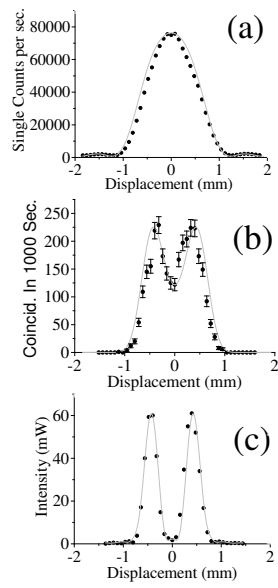 (a)
Single Counts per sec.
80000
60000
40000
20000
0
-2 -1 0 1 2
Displacement (mm)
(b)
Coincid. In 1000 Sec.
250
200
150
100
50
0
-2 -1 0 1 2
Displacement (mm)
(c)
Intensity (mW)
60
40
20
0
-2 -1 0 1 2
Displacement (mm)